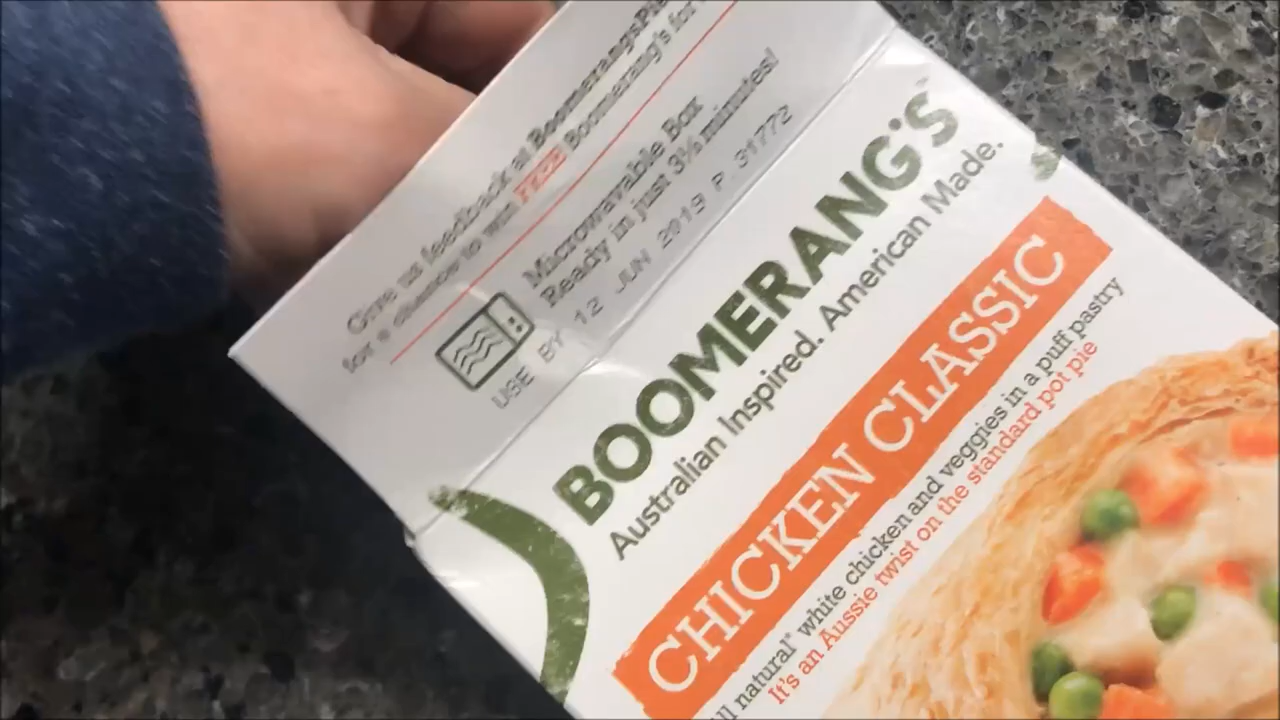 Give us feedback at BoomerangsPie
for a chance to win FREE Boomerang's for
Microwavable Box
Ready in just 3½ minutes!
USE BY 12 JUN 2019 P. 31772
BOOMERANG'S™
Australian Inspired. American Made.
CHICKEN CLASSIC
all natural* white chicken and veggies in a puff pastry
It's an Aussie twist on the standard pot pie